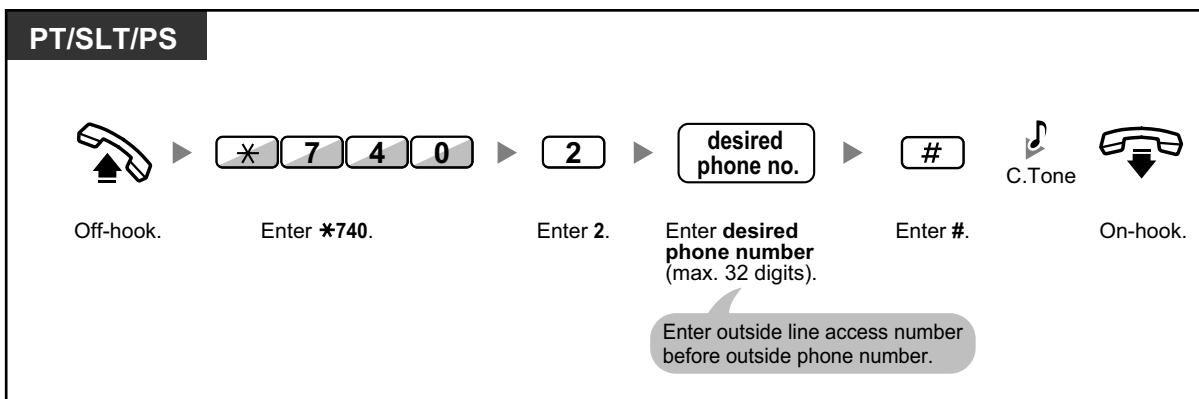 PT/SLT/PS
* 7 4 0
2
desired
phone no.
#
C.Tone
Off-hook.
Enter *740.
Enter 2.
Enter desired
phone number
(max. 32 digits).
Enter #.
On-hook.
Enter outside line access number
before outside phone number.